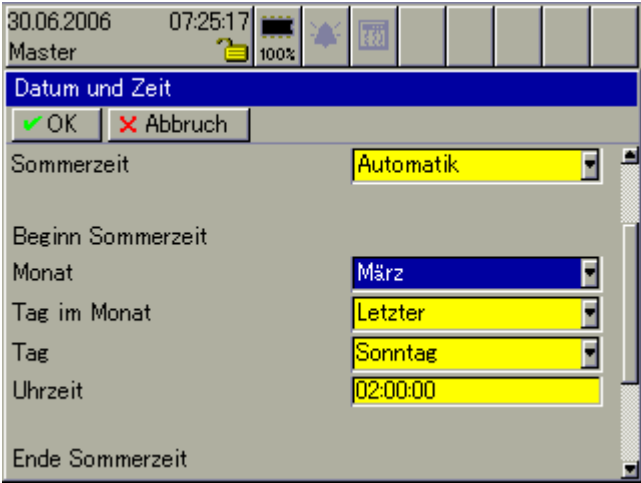 30.06.2006 07:25:17
Master
100%
Datum und Zeit
OK Abbruch
Sommerzeit Automatik
Beginn Sommerzeit
Monat März
Tag im Monat Letzter
Tag Sonntag
Uhrzeit 02:00:00
Ende Sommerzeit